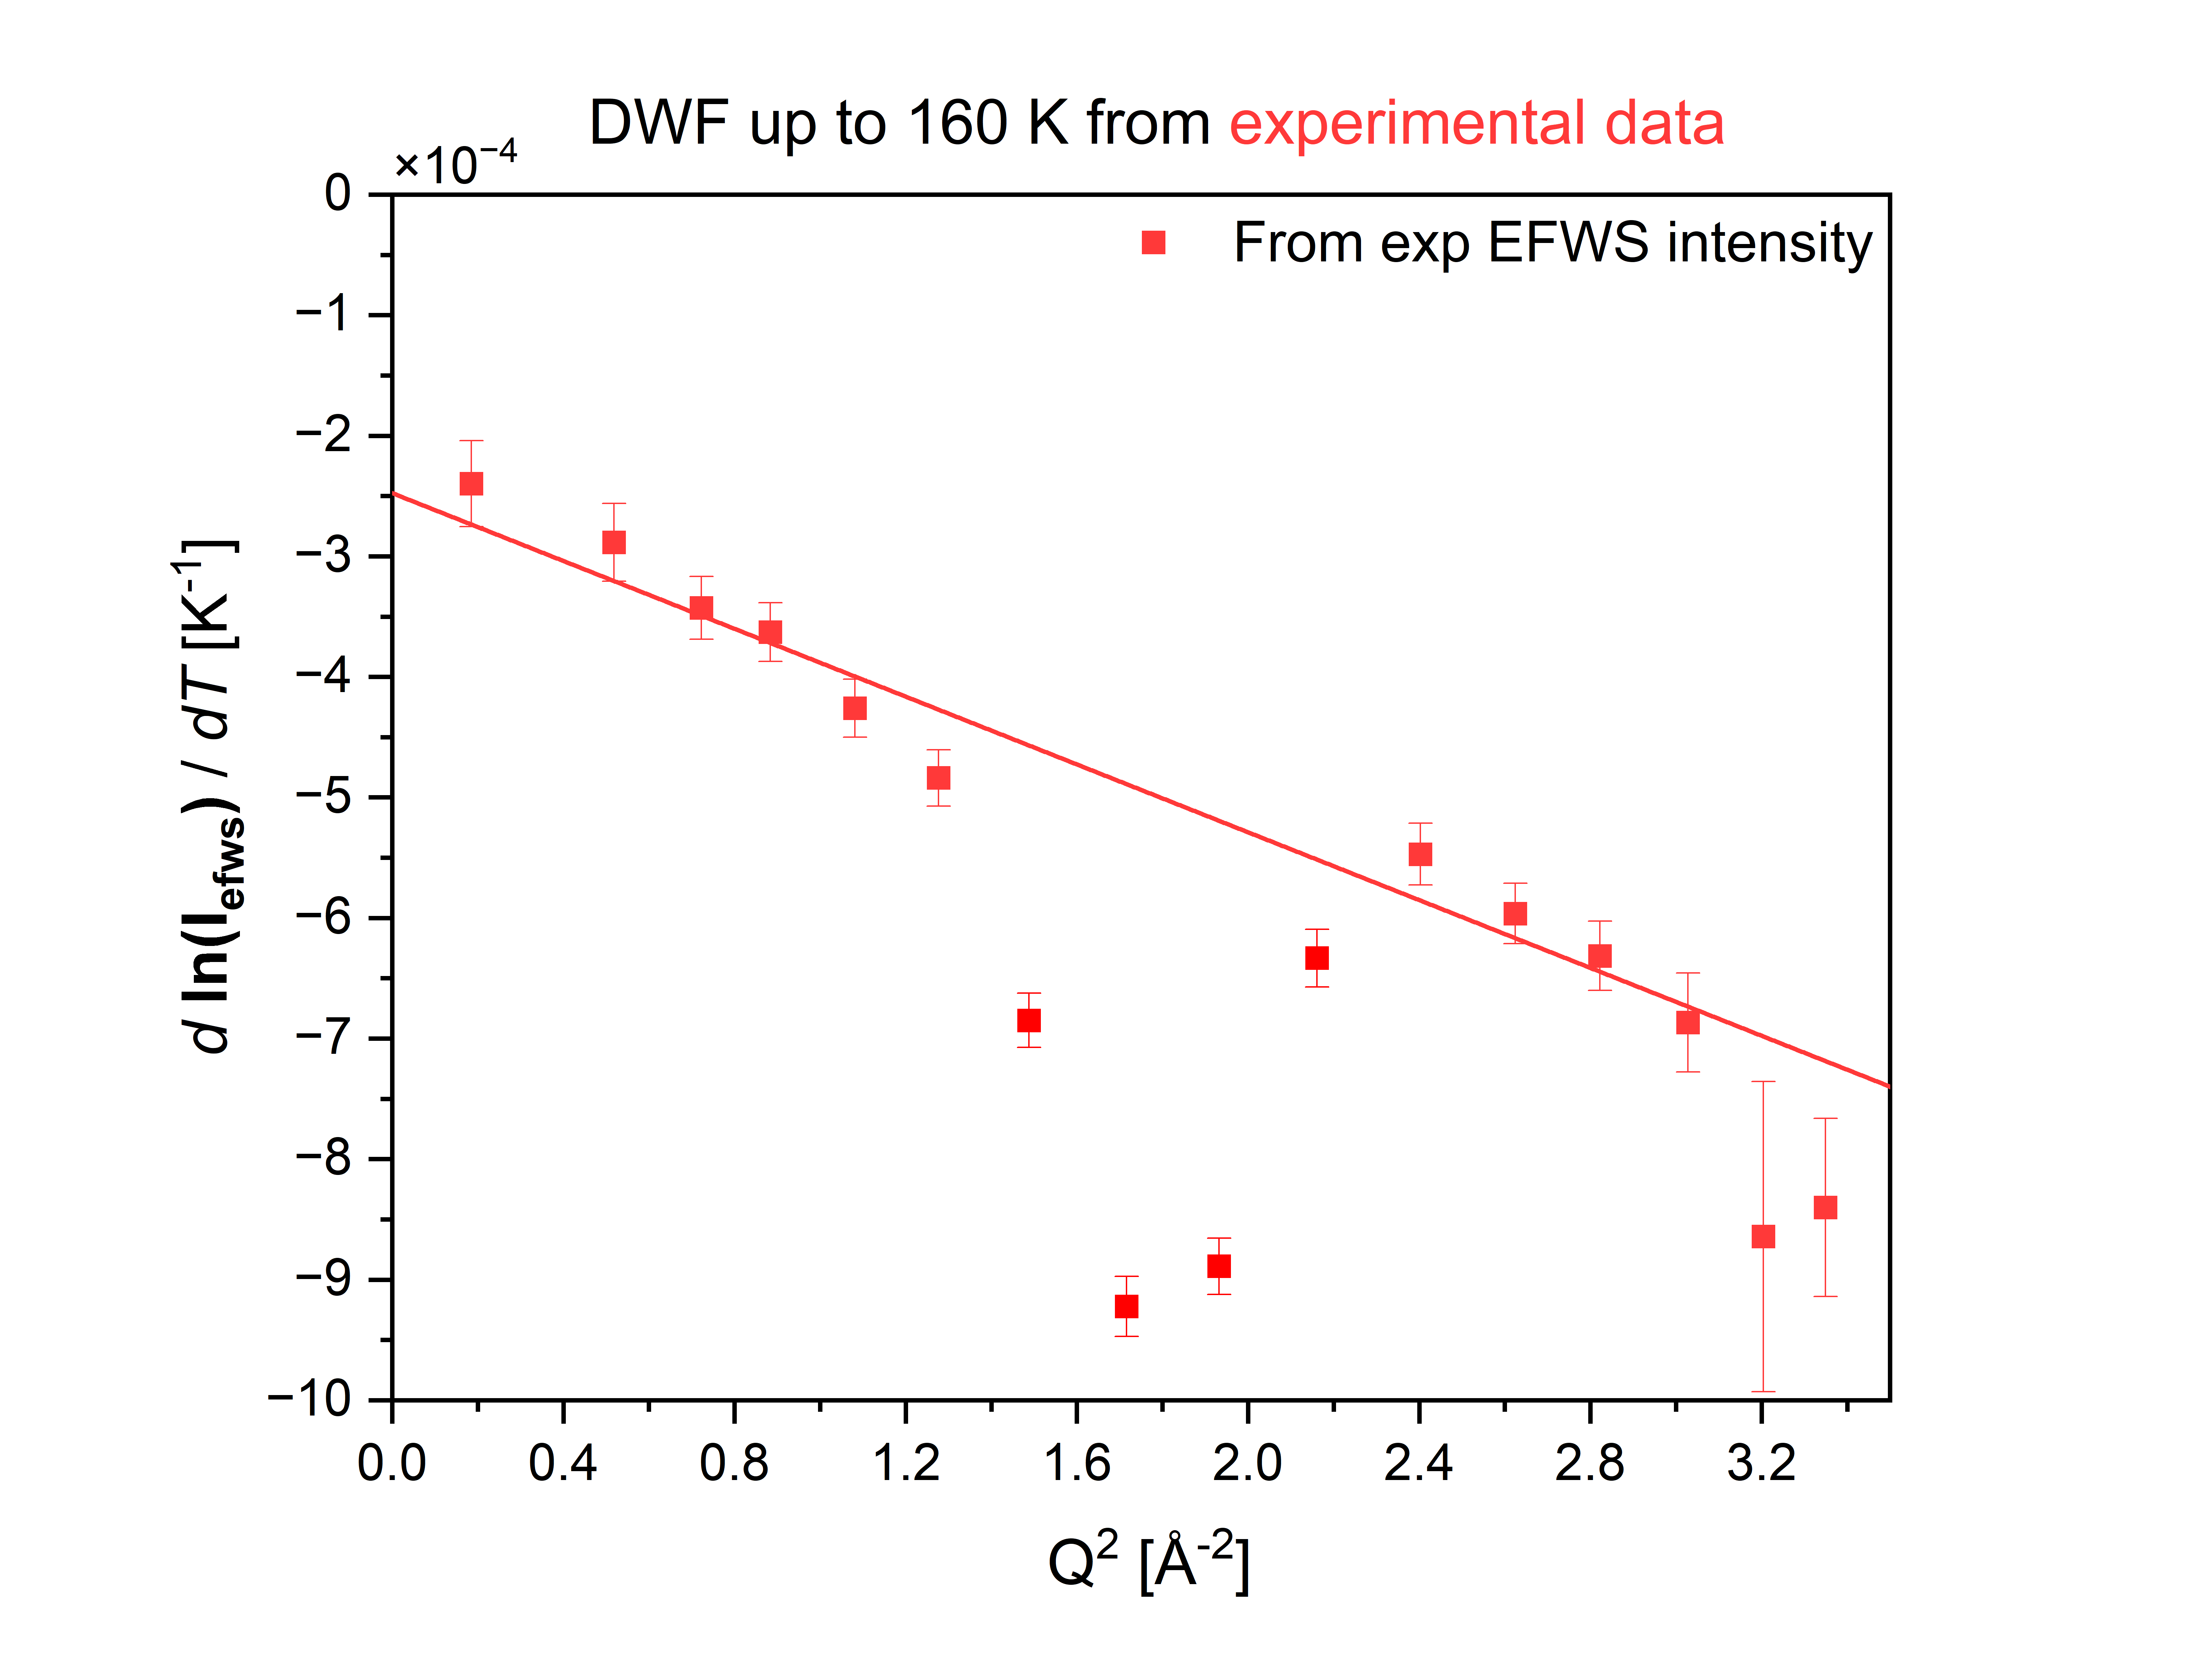 DWF up to 160 K from experimental data
×10−4
0
−1
−2
−3
−4
−5
−6
−7
−8
−9
−10
From exp EFWS intensity
d ln(Iefws) / dT [K-1]
0.0 0.4 0.8 1.2 1.6 2.0 2.4 2.8 3.2
Q2 [Å-2]